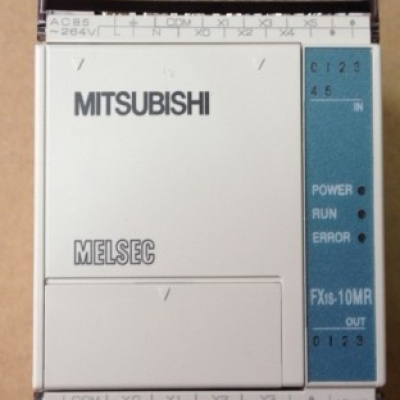 AC85
~264V
⏚ COM X1 X3 X5
L N X0 X2 X4
0 1 2 3
4 5
IN
MITSUBISHI
POWER
RUN
ERROR
MELSEC
FX1S-10MR
OUT
0 1 2 3